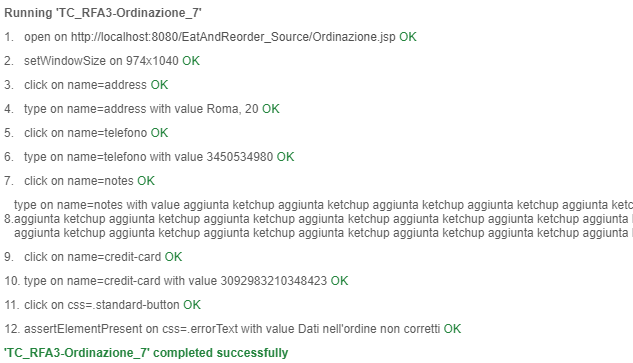 Running 'TC_RFA3-Ordinazione_7'
1. open on http://localhost:8080/EatAndReorder_Source/Ordinazione.jsp OK
2. setWindowSize on 974x1040 OK
3. click on name=address OK
4. type on name=address with value Roma, 20 OK
5. click on name=telefono OK
6. type on name=telefono with value 3450534980 OK
7. click on name=notes OK
type on name=notes with value aggiunta ketchup aggiunta ketchup aggiunta ketchup aggiunta ketchup aggiunta ketc
8. aggiunta ketchup aggiunta ketchup aggiunta ketchup aggiunta ketchup aggiunta ketchup aggiunta ketchup aggiunta
aggiunta ketchup aggiunta ketchup aggiunta ketchup aggiunta ketchup aggiunta ketchup aggiunta ketchup aggiunta
9. click on name=credit-card OK
10. type on name=credit-card with value 3092983210348423 OK
11. click on css=.standard-button OK
12. assertElementPresent on css=.errorText with value Dati nell'ordine non corretti OK
'TC_RFA3-Ordinazione_7' completed successfully